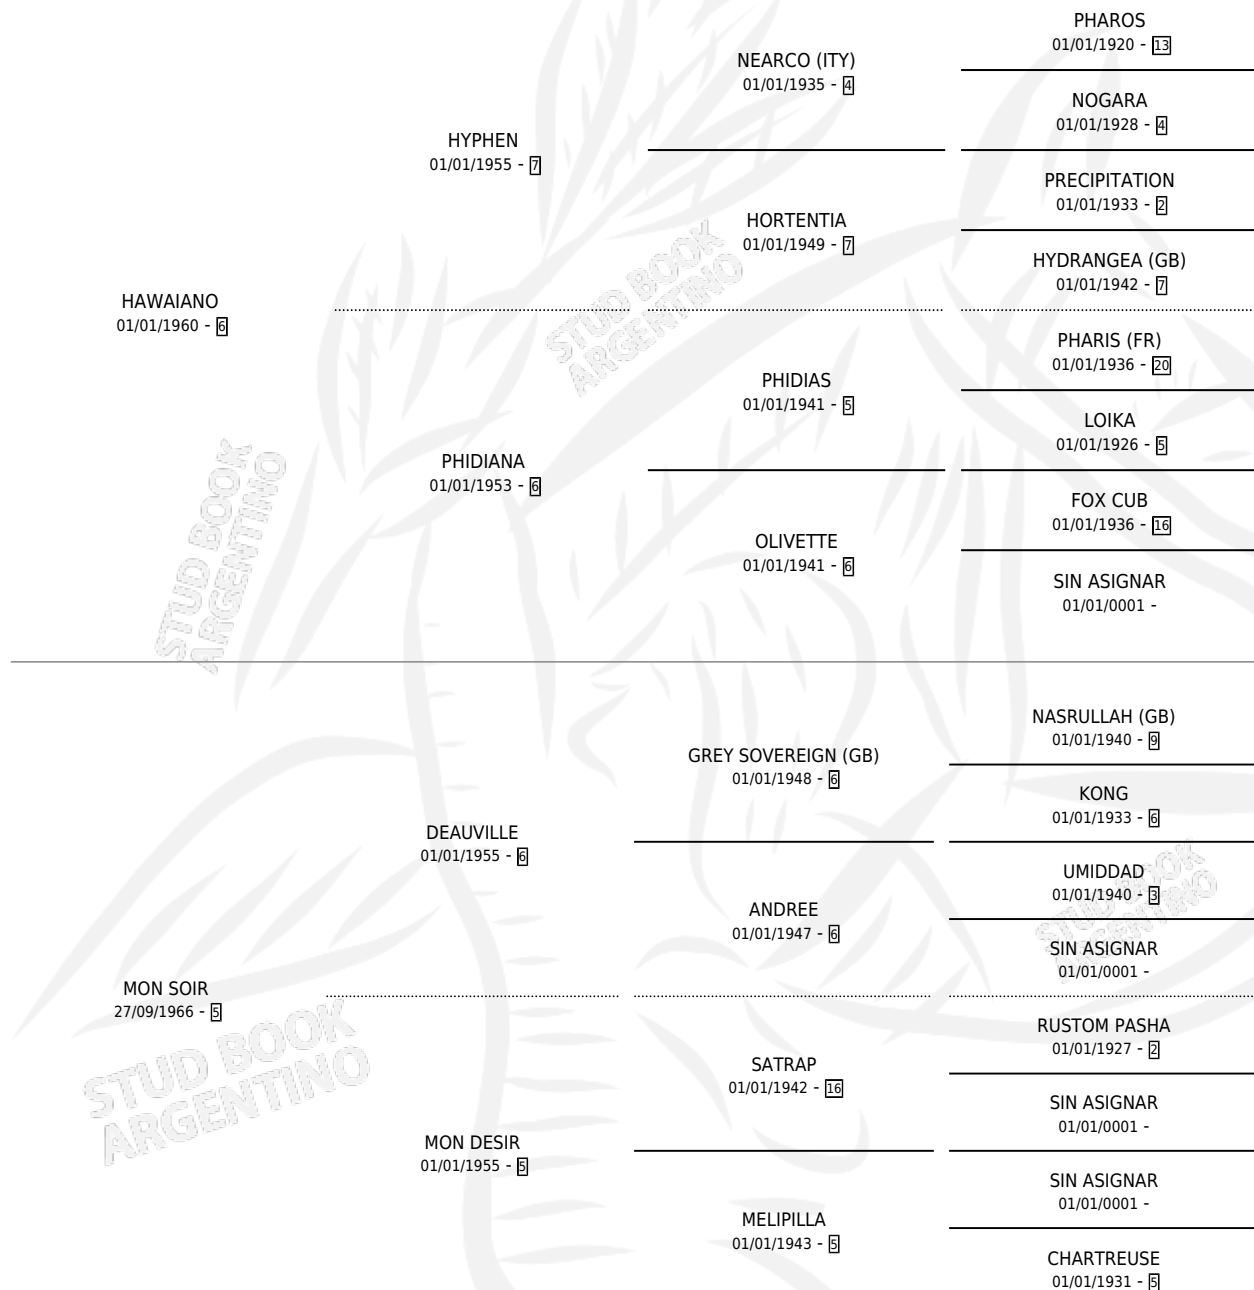 PHAROS
01/01/1920 - 13
NEARCO (ITY)
01/01/1935 - 4
NOGARA
01/01/1928 - 4
HYPHEN
01/01/1955 - 7
PRECIPITATION
01/01/1933 - 2
HORTENTIA
01/01/1949 - 7
HYDRANGEA (GB)
01/01/1942 - 7
HAWAIANO
01/01/1960 - 6
PHARIS (FR)
01/01/1936 - 20
PHIDIAS
01/01/1941 - 5
LOIKA
01/01/1926 - 5
PHIDIANA
01/01/1953 - 6
FOX CUB
01/01/1936 - 16
OLIVETTE
01/01/1941 - 6
SIN ASIGNAR
01/01/0001 -
STUD BOOK
ARGENTINO
STUD BOOK
ARGENTINO
NASRULLAH (GB)
01/01/1940 - 9
GREY SOVEREIGN (GB)
01/01/1948 - 6
KONG
01/01/1933 - 6
DEAUVILLE
01/01/1955 - 6
UMIDDAD
01/01/1940 - 3
ANDREE
01/01/1947 - 6
SIN ASIGNAR
01/01/0001 -
STUD BOOK
ARGENTINO
MON SOIR
27/09/1966 - 5
RUSTOM PASHA
01/01/1927 - 2
SATRAP
01/01/1942 - 16
SIN ASIGNAR
01/01/0001 -
MON DESIR
01/01/1955 - 5
SIN ASIGNAR
01/01/0001 -
MELIPILLA
01/01/1943 - 5
CHARTREUSE
01/01/1931 - 5
STUD BOOK
ARGENTINO